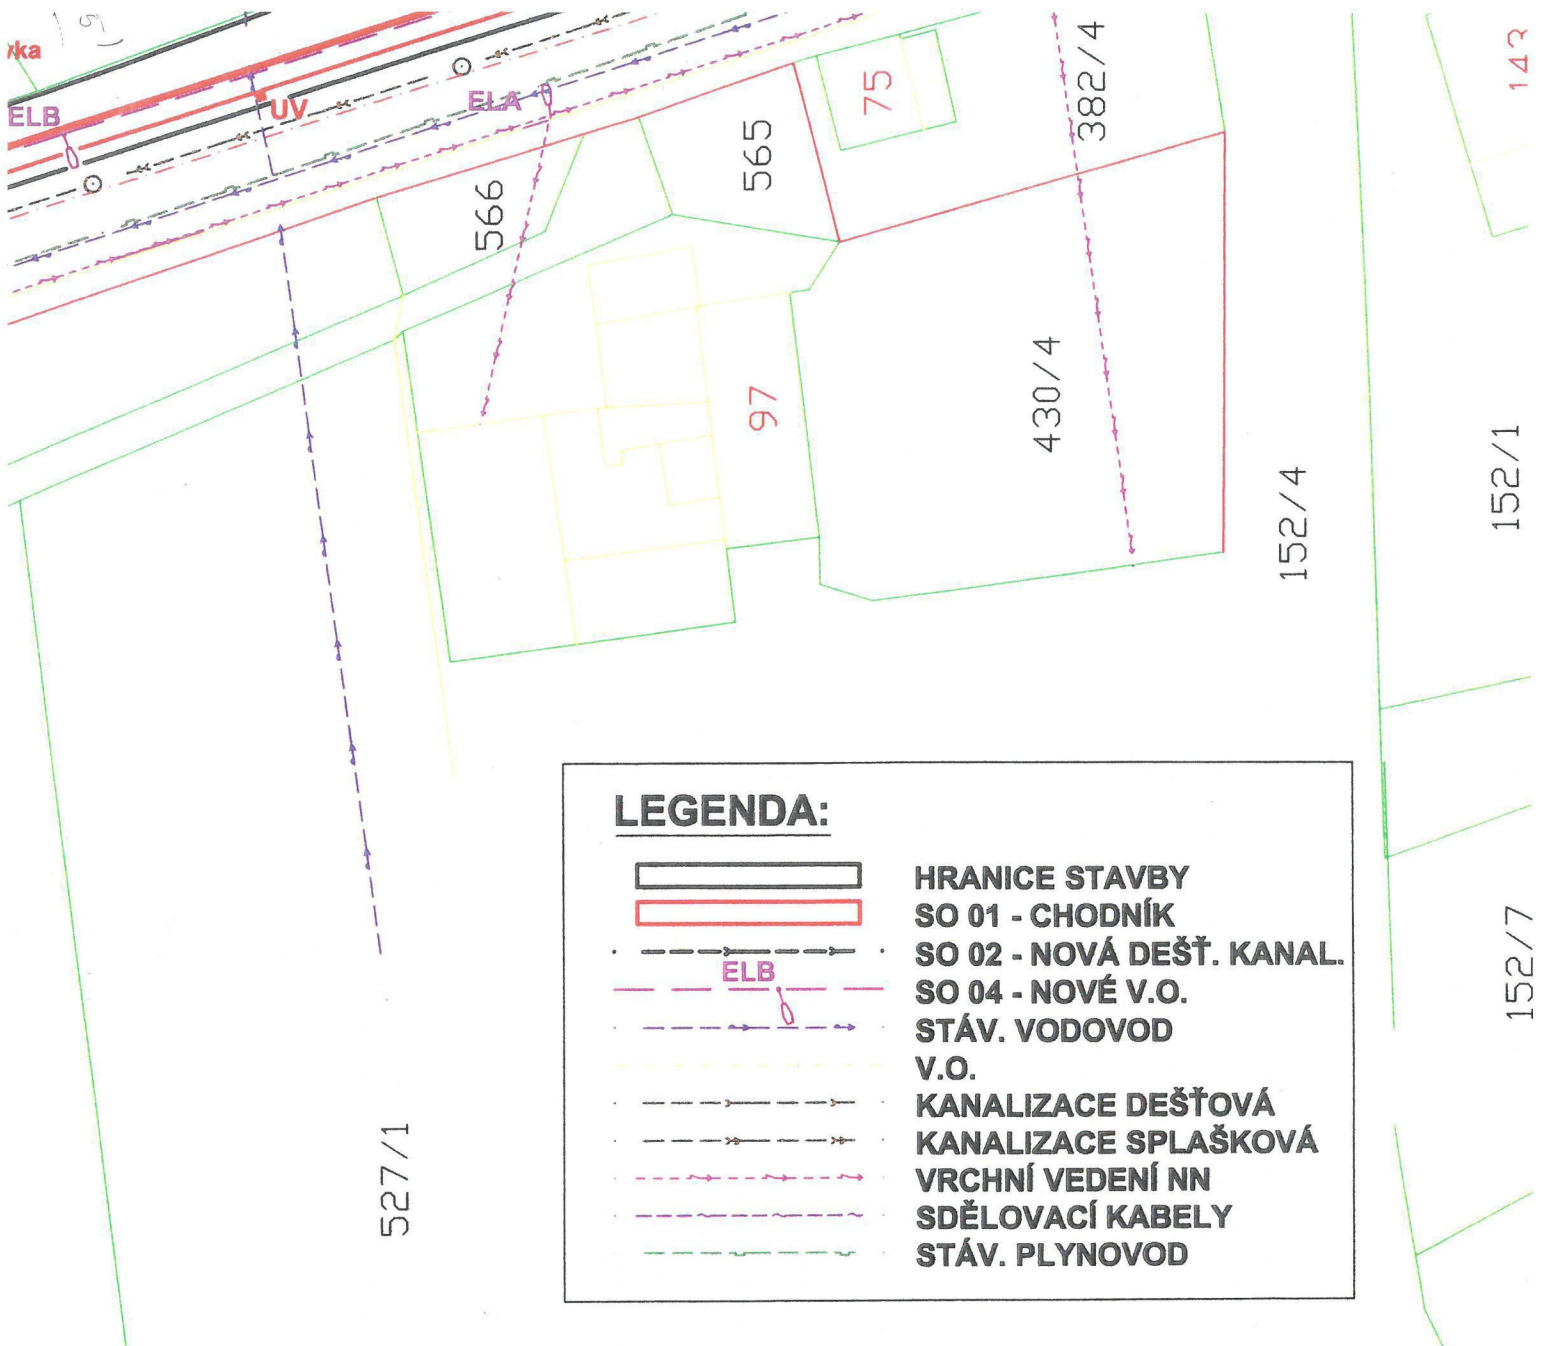 ELB
UV
ELA
75
382/4
565
566
97
430/4
152/4
152/1
152/7
527/1
LEGENDA:
HRANICE STAVBY
SO 01 - CHODNÍK
SO 02 - NOVÁ DEŠŤ. KANAL.
ELB
SO 04 - NOVÉ V.O.
STÁV. VODOVOD
V.O.
KANALIZACE DEŠŤOVÁ
KANALIZACE SPLAŠKOVÁ
VRCHNÍ VEDENÍ NN
SDĚLOVACÍ KABELY
STÁV. PLYNOVOD